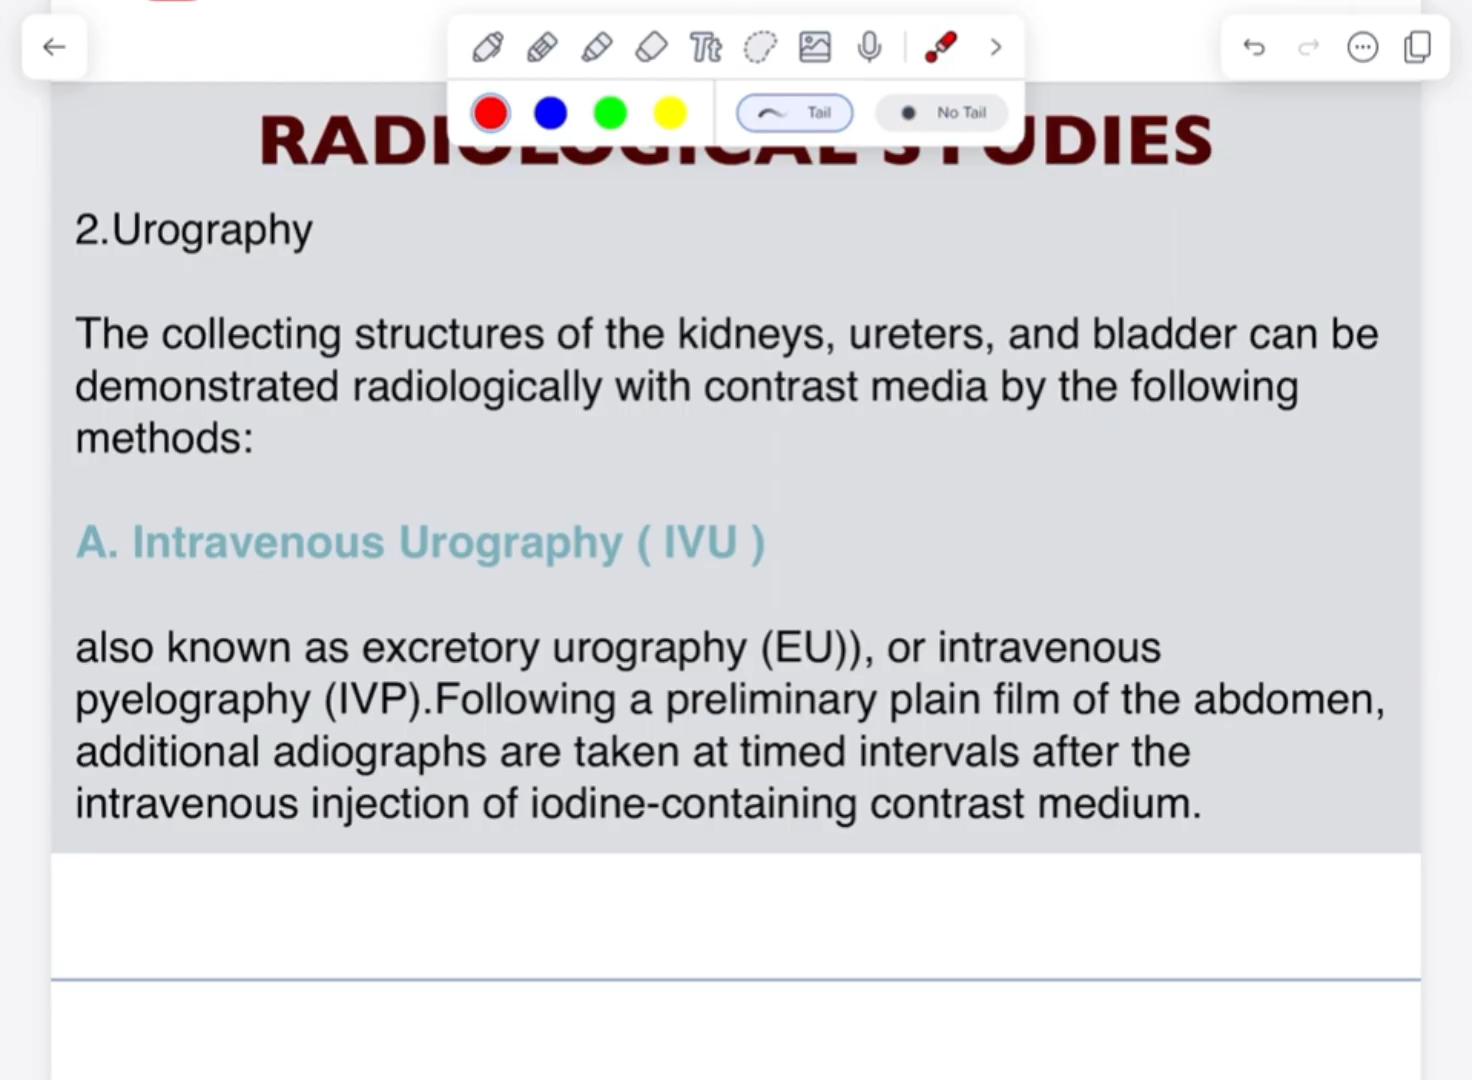 Tt
Tail
No Tail
RADIOLOGICAL STUDIES
2.Urography
The collecting structures of the kidneys, ureters, and bladder can be
demonstrated radiologically with contrast media by the following
methods:
A. Intravenous Urography ( IVU )
also known as excretory urography (EU)), or intravenous
pyelography (IVP).Following a preliminary plain film of the abdomen,
additional adiographs are taken at timed intervals after the
intravenous injection of iodine-containing contrast medium.